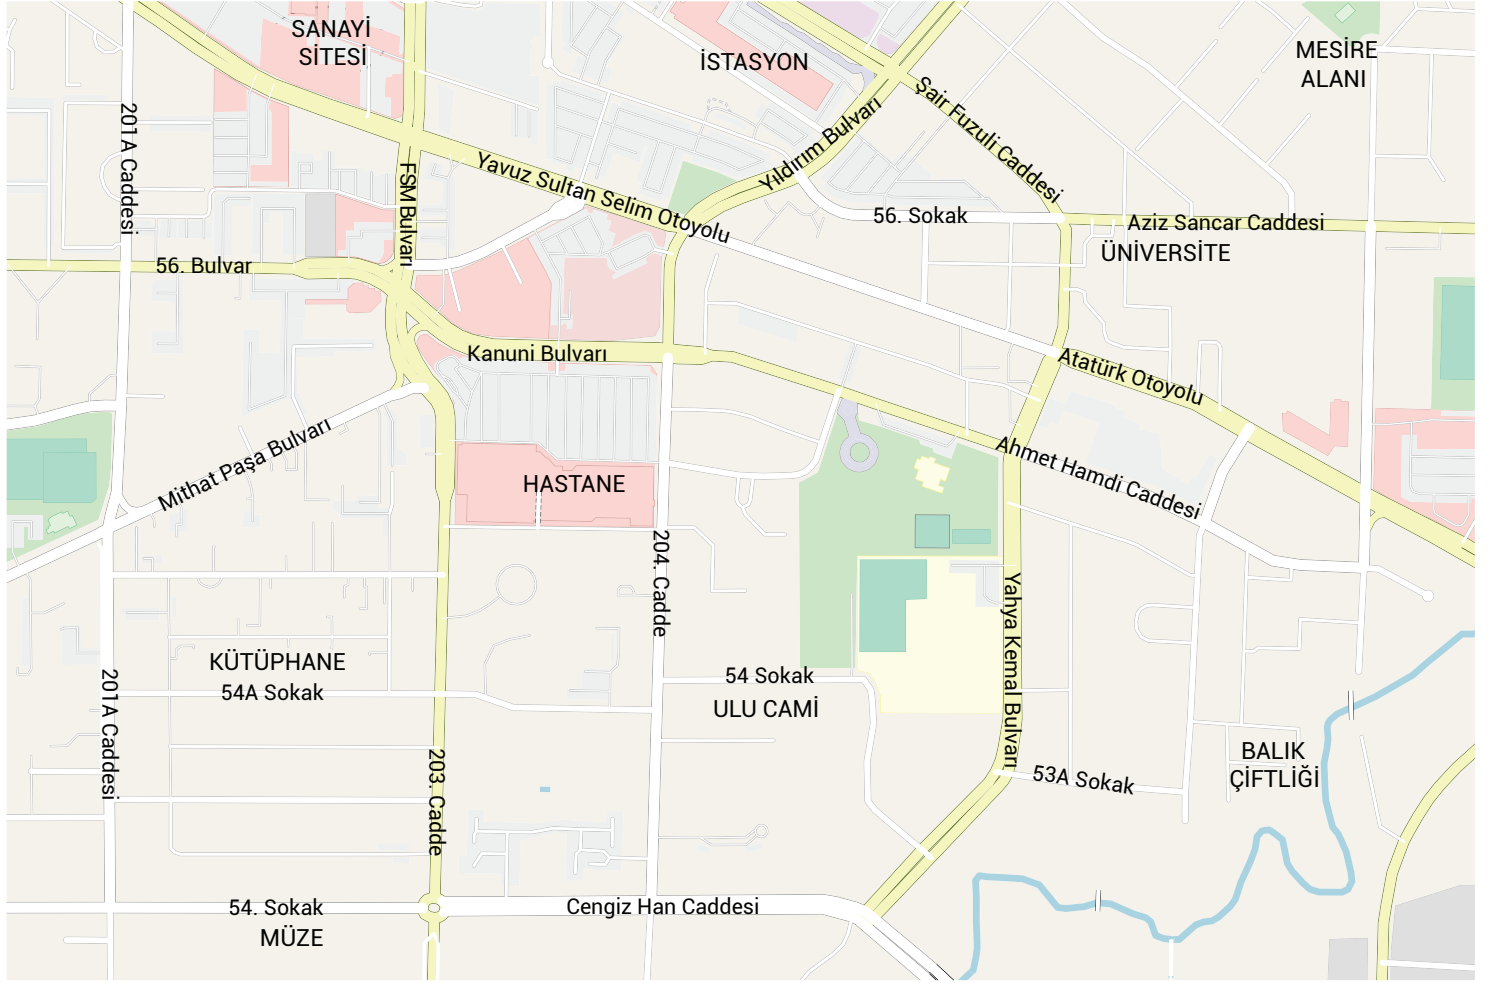 SANAYİ
SİTESİ
İSTASYON
MESİRE
ALANI
201A Caddesi
FSM Bulvarı
Yavuz Sultan Selim Otoyolu
Yıldırım Bulvarı
Şair Fuzuli Caddesi
56. Sokak
Aziz Sancar Caddesi
ÜNİVERSİTE
56. Bulvar
Kanuni Bulvarı
Atatürk Otoyolu
Mithat Paşa Bulvarı
HASTANE
Ahmet Hamdi Caddesi
204. Cadde
Yahya Kemal Bulvarı
KÜTÜPHANE
54A Sokak
54 Sokak
ULU CAMİ
201A Caddesi
203. Cadde
53A Sokak
BALIK
ÇİFTLİĞİ
54. Sokak
MÜZE
Cengiz Han Caddesi